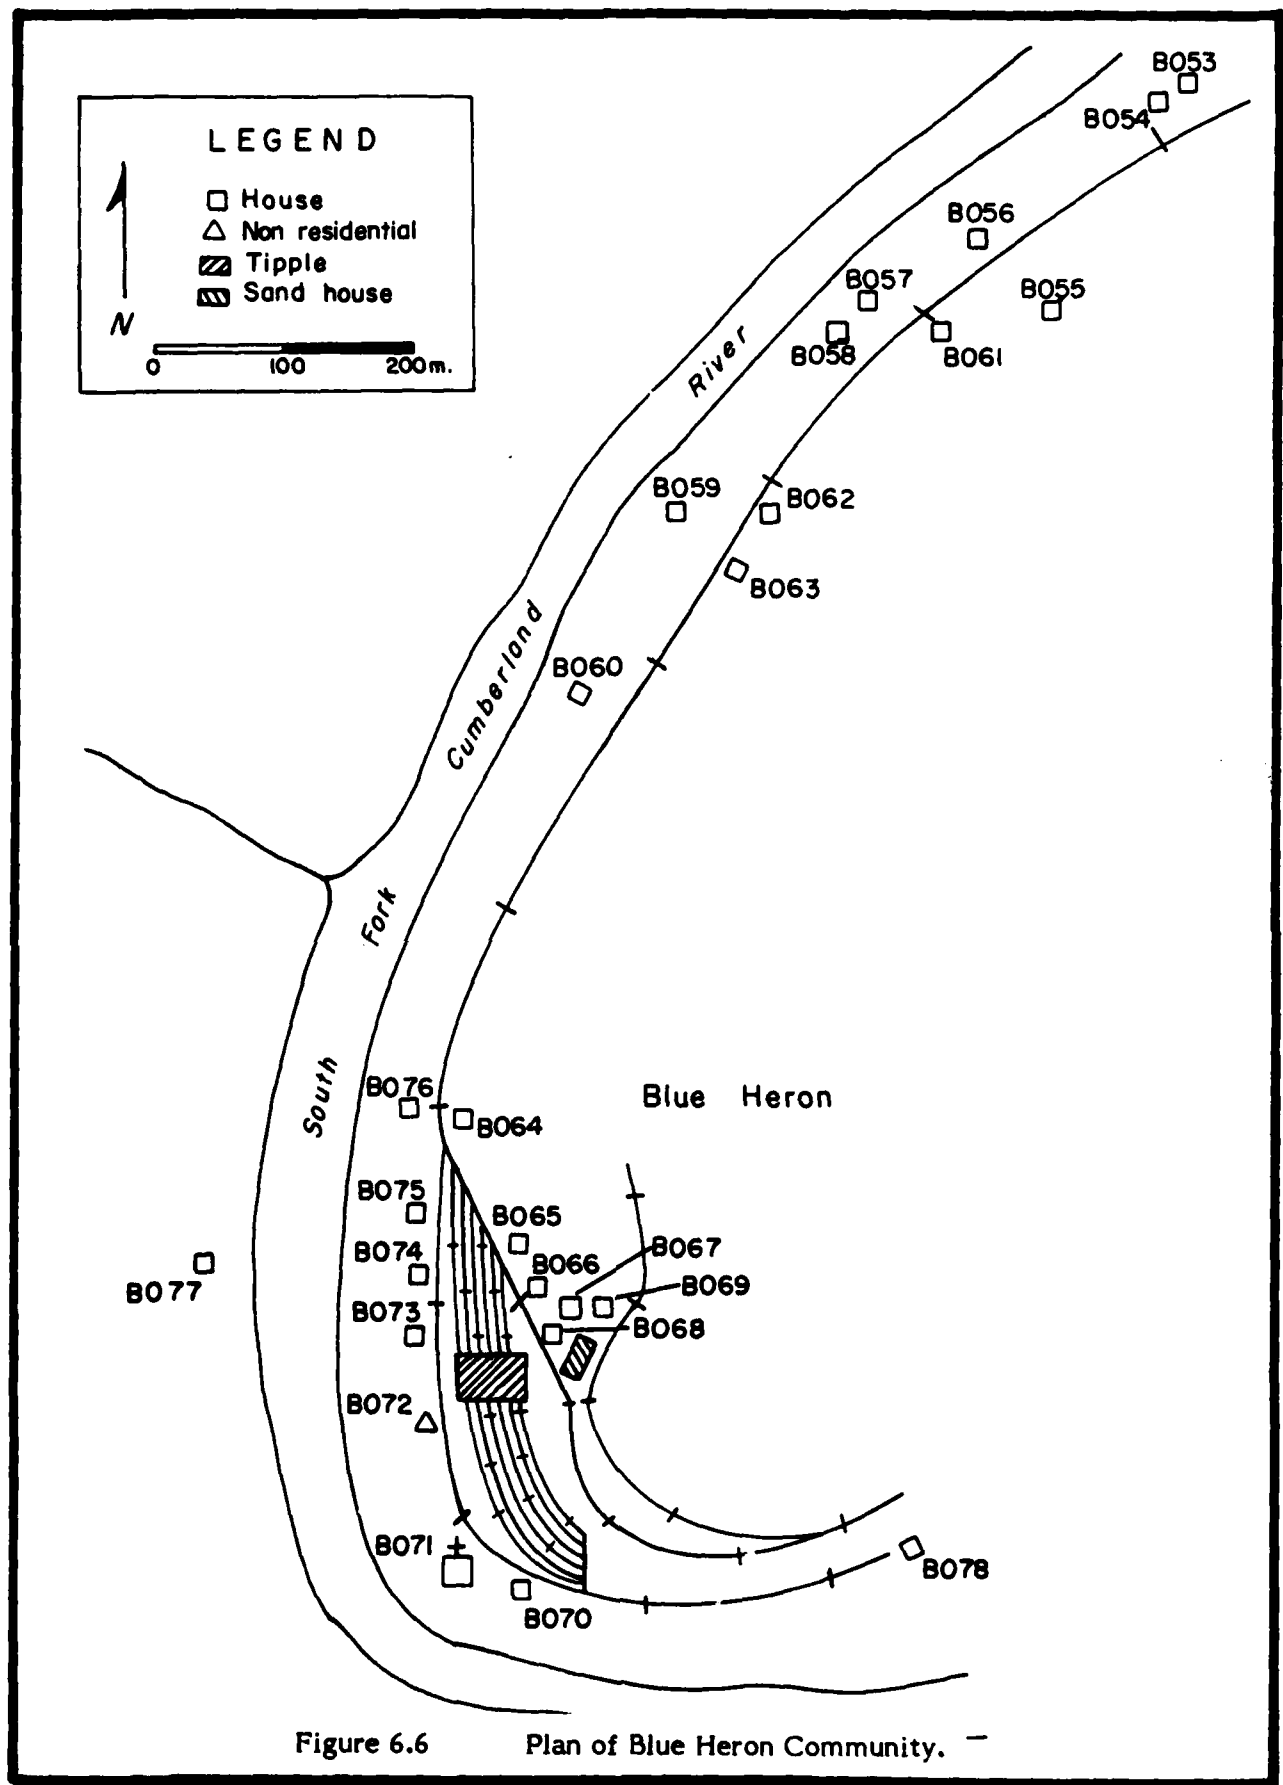 LEGEND
House
Non residential
Tipple
Sand house
N
0 100 200m.
B053
B054
B056
B057
B055
B058
B061
River
B059
B062
B063
Cumberland
B060
Fork
South
B076
Blue Heron
B064
B075
B065
B074
B066
B067
B077
B069
B073
B068
B072
B071
B078
B070
Figure 6.6 Plan of Blue Heron Community.